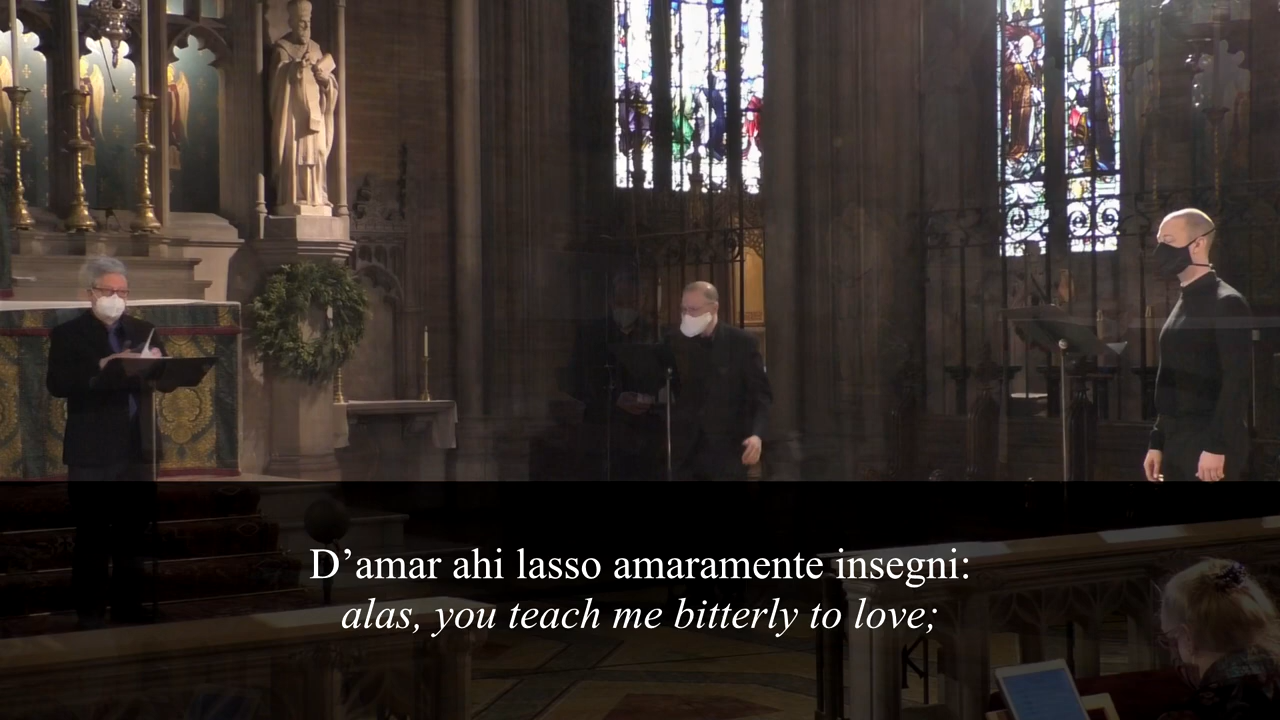 D’amar ahi lasso amaramente insegni:
alas, you teach me bitterly to love;